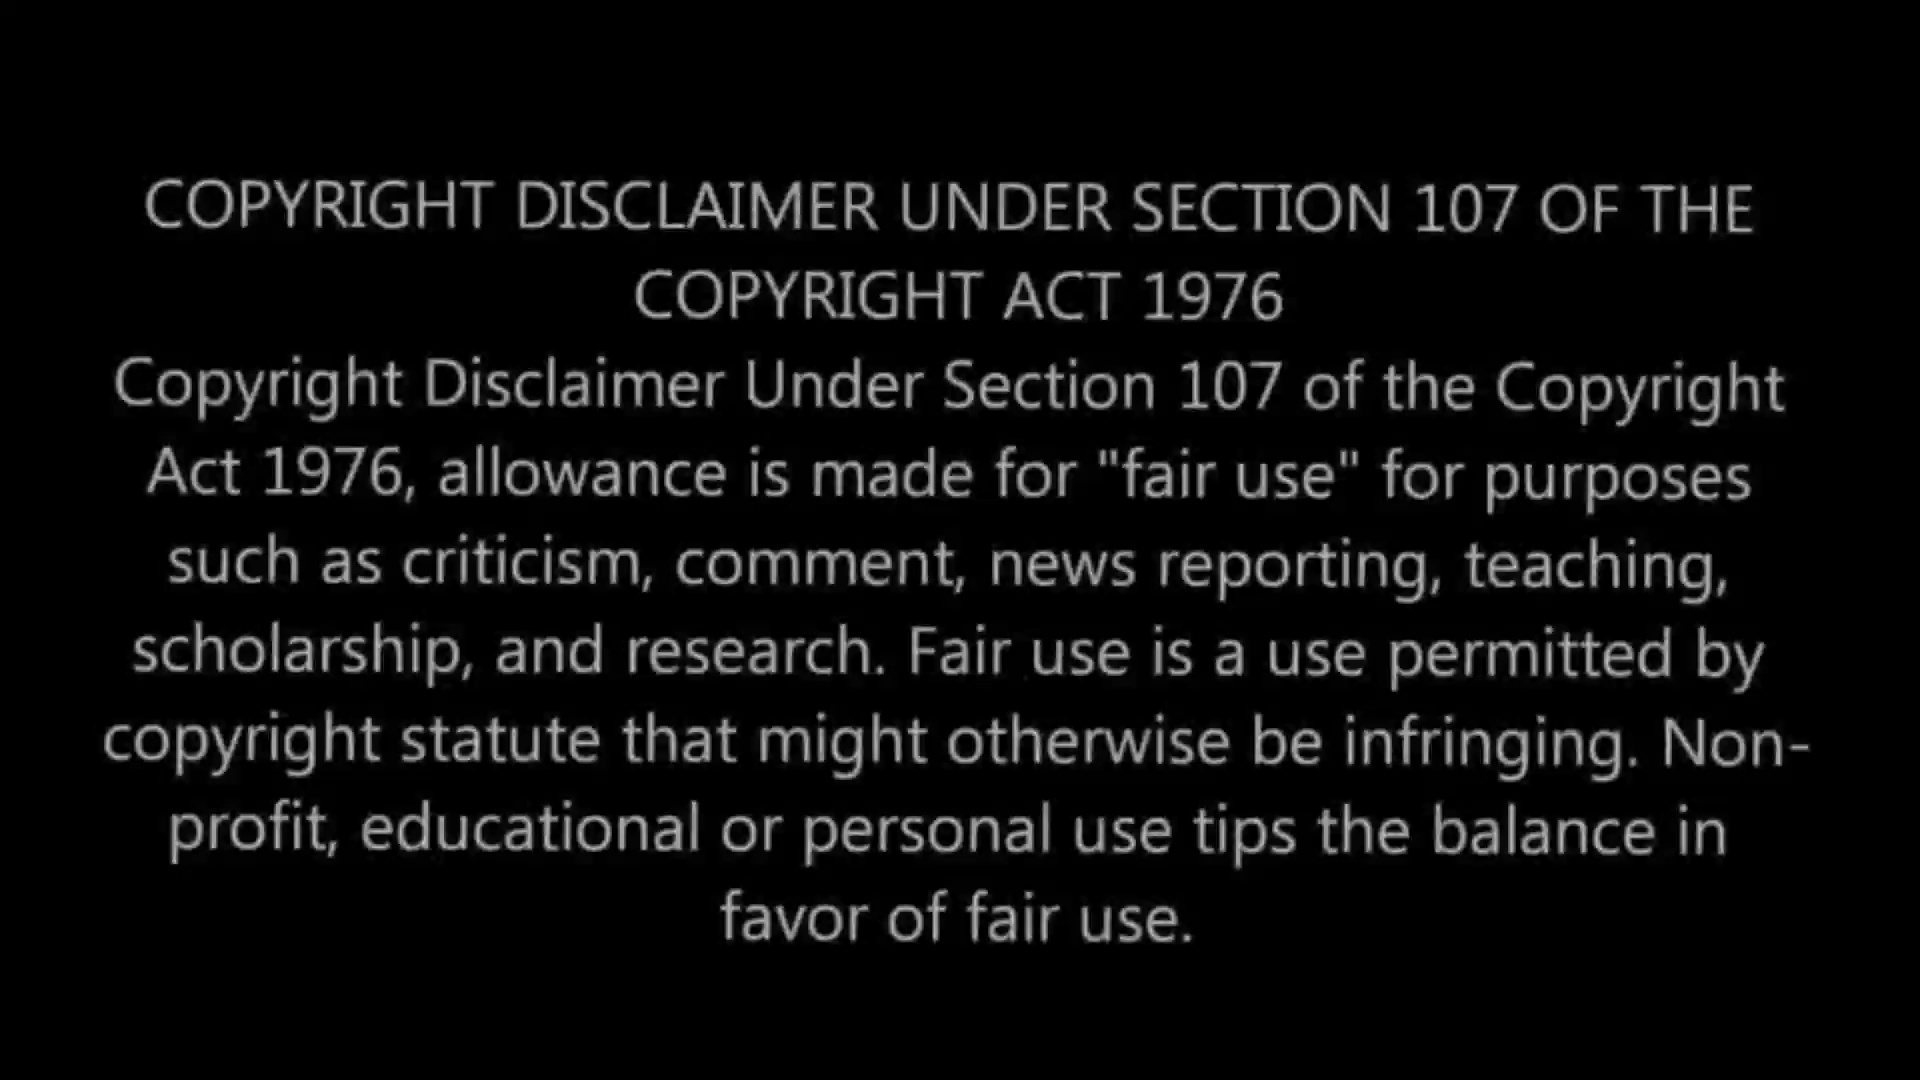 COPYRIGHT DISCLAIMER UNDER SECTION 107 OF THE
COPYRIGHT ACT 1976
Copyright Disclaimer Under Section 107 of the Copyright
Act 1976, allowance is made for "fair use" for purposes
such as criticism, comment, news reporting, teaching,
scholarship, and research. Fair use is a use permitted by
copyright statute that might otherwise be infringing. Non-
profit, educational or personal use tips the balance in
favor of fair use.